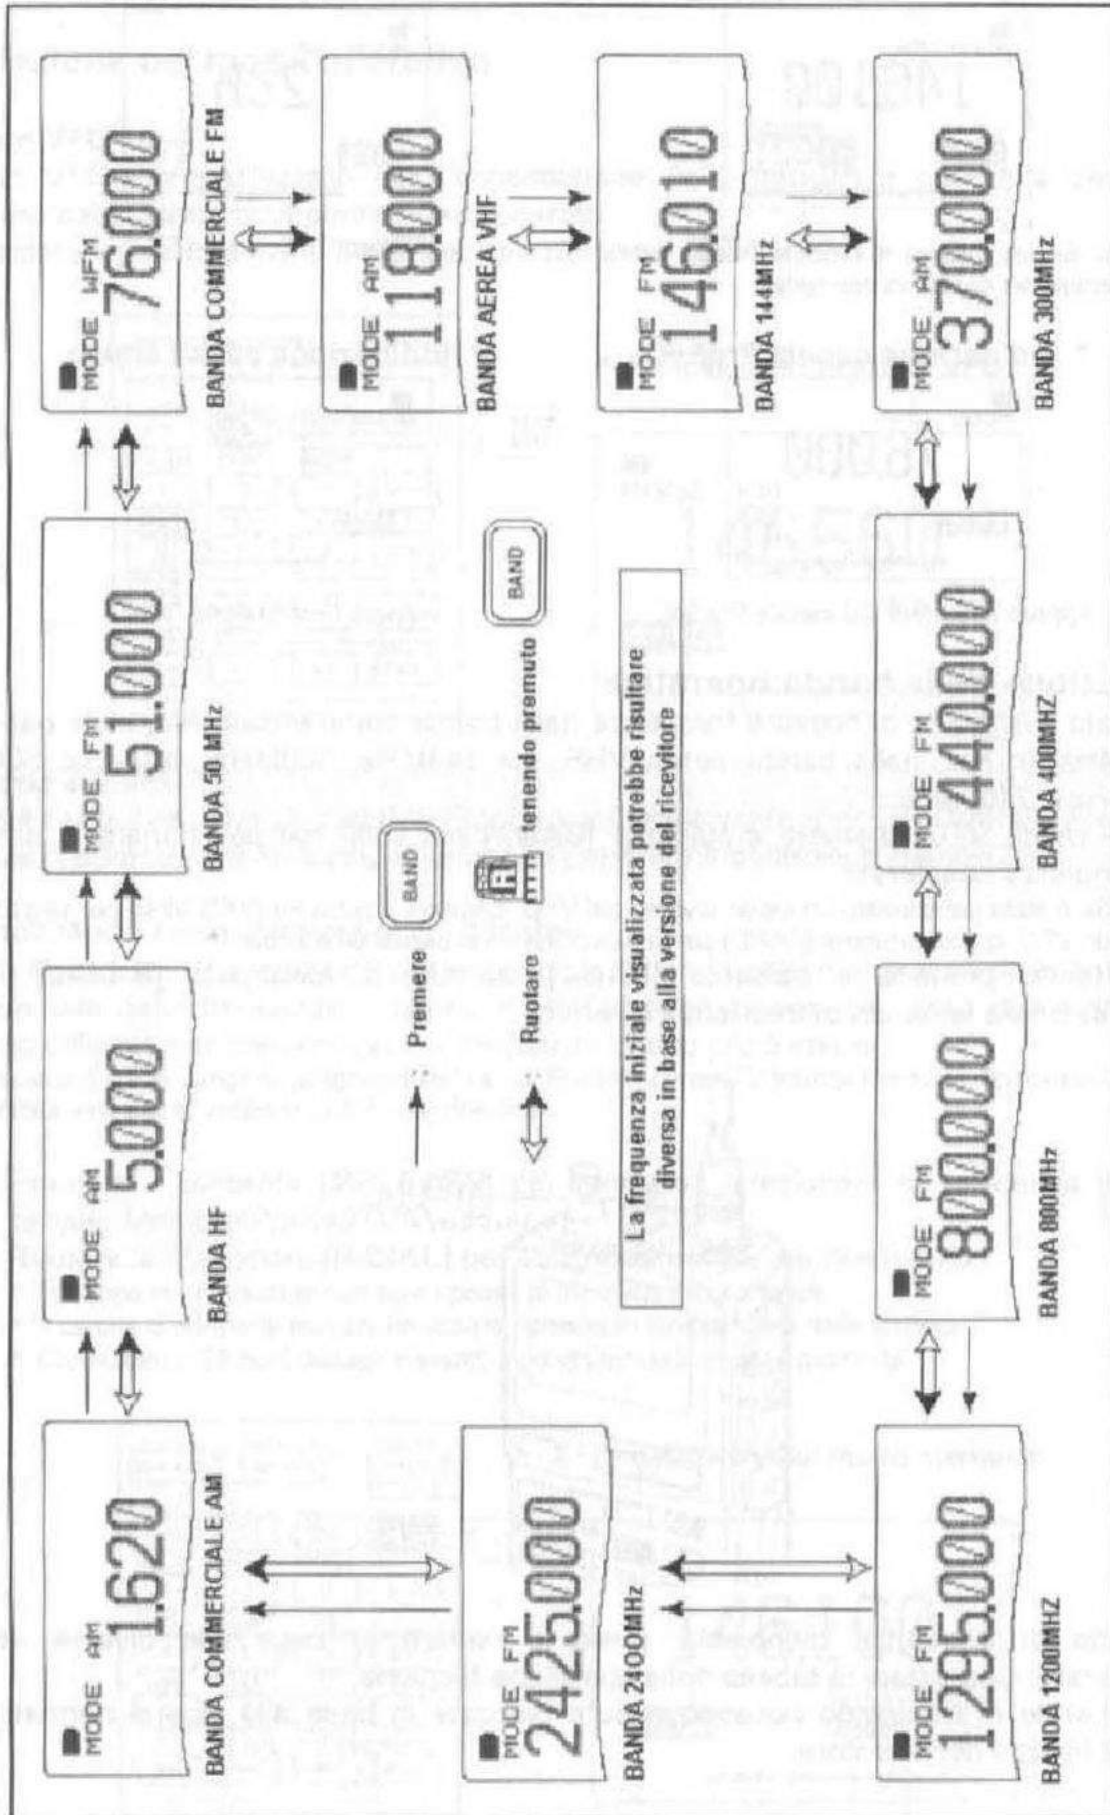 MODE AM
1.620
BANDA COMMERCIALE AM
MODE AM
5.000
BANDA HF
MODE FM
51.000
BANDA 50 MHz
MODE WFM
76.000
BANDA COMMERCIALE FM
MODE AM
118.000
BANDA AEREA VHF
: Premere BAND
: Ruotare tenendo premuto BAND
La frequenza iniziale visualizzata potrebbe risultare
diversa in base alla versione del ricevitore
MODE FM
2425.000
BANDA 2400MHz
MODE FM
146.010
BANDA 144MHz
MODE FM
1295.000
BANDA 1200MHZ
MODE FM
800.000
BANDA 800MHz
MODE FM
440.000
BANDA 400MHZ
MODE AM
370.000
BANDA 300MHz